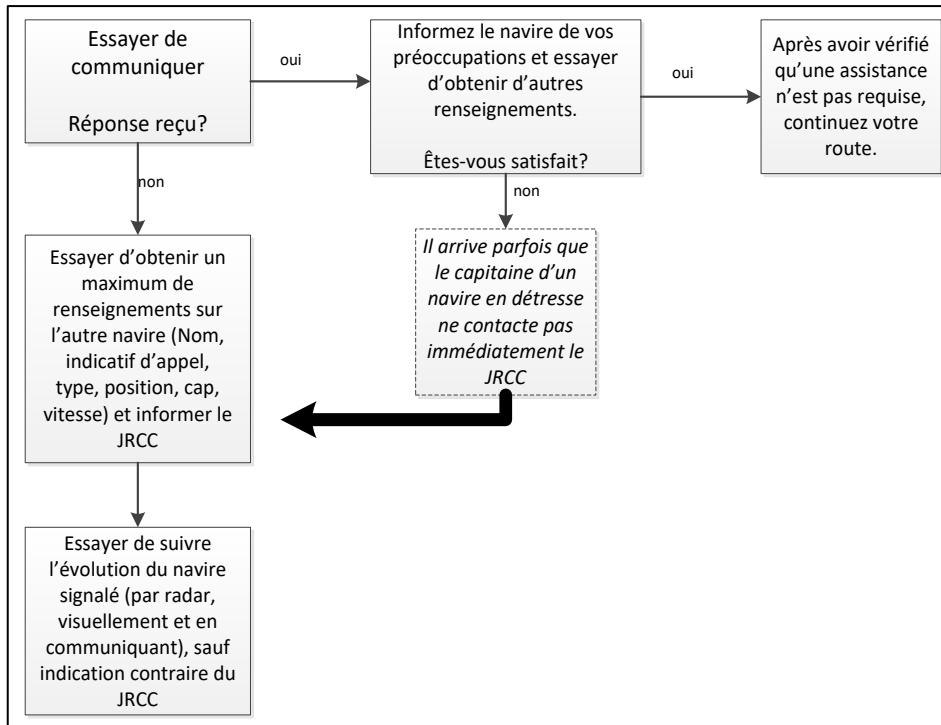 Essayer de
communiquer
Réponse reçu?
oui
Informez le navire de vos
préoccupations et essayer
d'obtenir d'autres
renseignements.
Êtes-vous satisfait?
oui
Après avoir vérifié
qu'une assistance
n'est pas requise,
continuez votre
route.
non
non
Essayer d'obtenir un
maximum de
renseignements sur
l'autre navire (Nom,
indicatif d'appel,
type, position, cap,
vitesse) et informer le
JRCC
Il arrive parfois que
le capitaine d'un
navire en détresse
ne contacte pas
immédiatement le
JRCC
Essayer de suivre
l'évolution du navire
signalé (par radar,
visuellement et en
communiquant), sauf
indication contraire du
JRCC